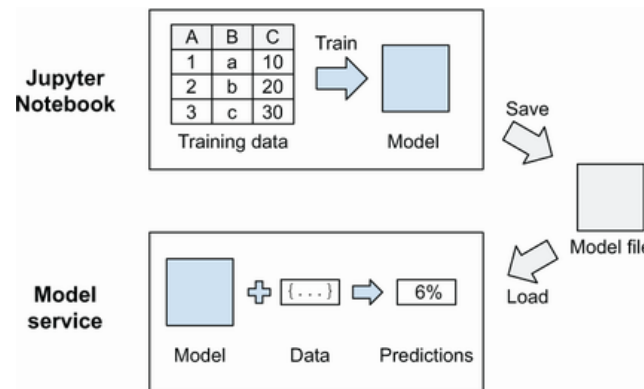 Jupyter
Notebook
A B C
1 a 10
2 b 20
3 c 30
Training data
Train
Model
Save
Model file
Load
Model
service
{...}
6%
Model
Data
Predictions